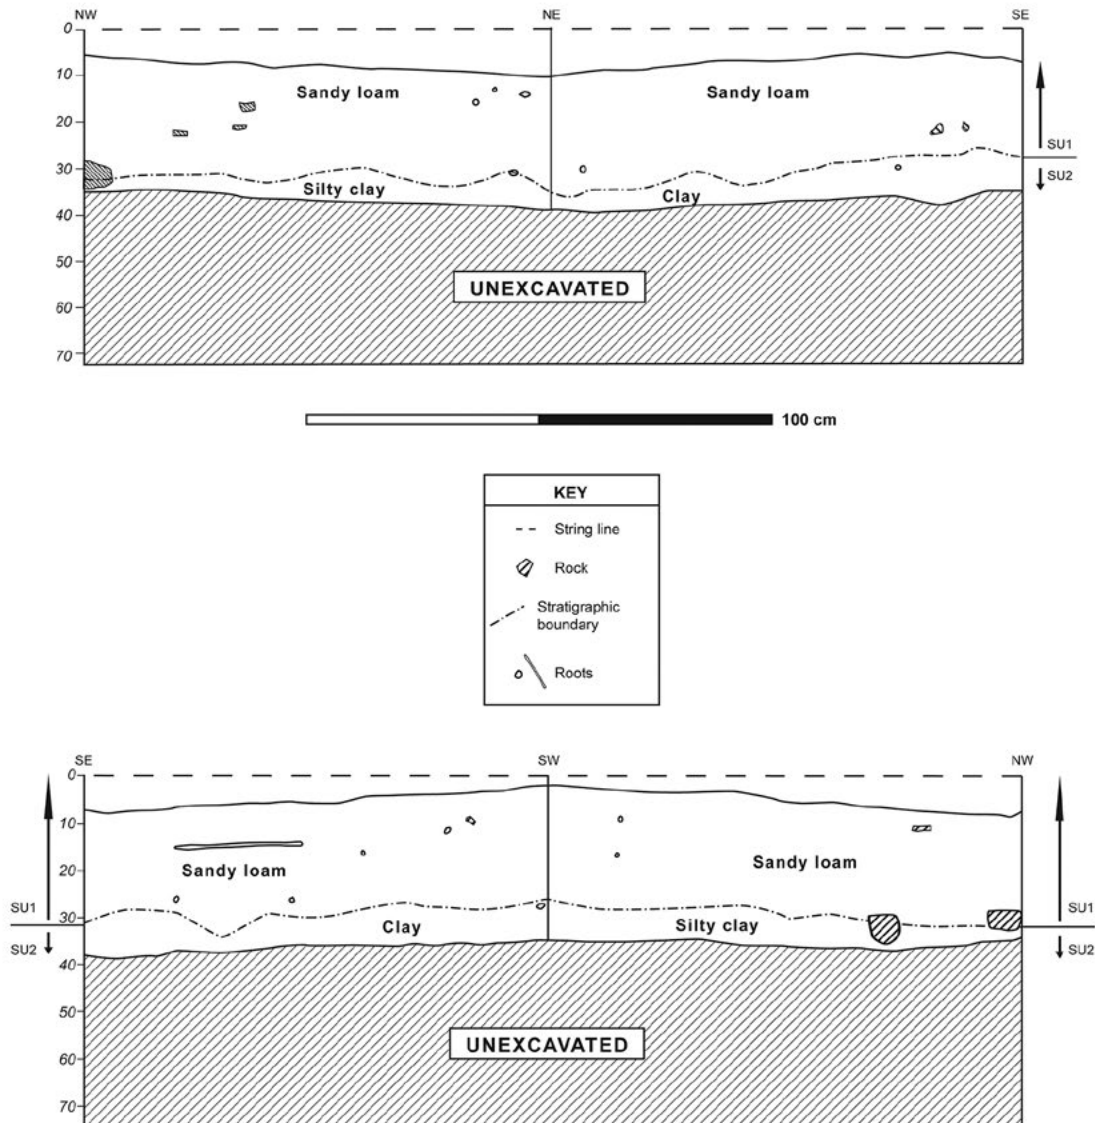 NW NE SE
0
10
Sandy loam Sandy loam
20
SU1
30
SU2
Silty clay Clay
40
50
UNEXCAVATED
60
70
100 cm
KEY
String line
Rock
Stratigraphic
boundary
Roots
SE SW NW
0
10
20
Sandy loam Sandy loam
SU1 30 SU1
Clay Silty clay
SU2 SU2
40
50
UNEXCAVATED
60
70